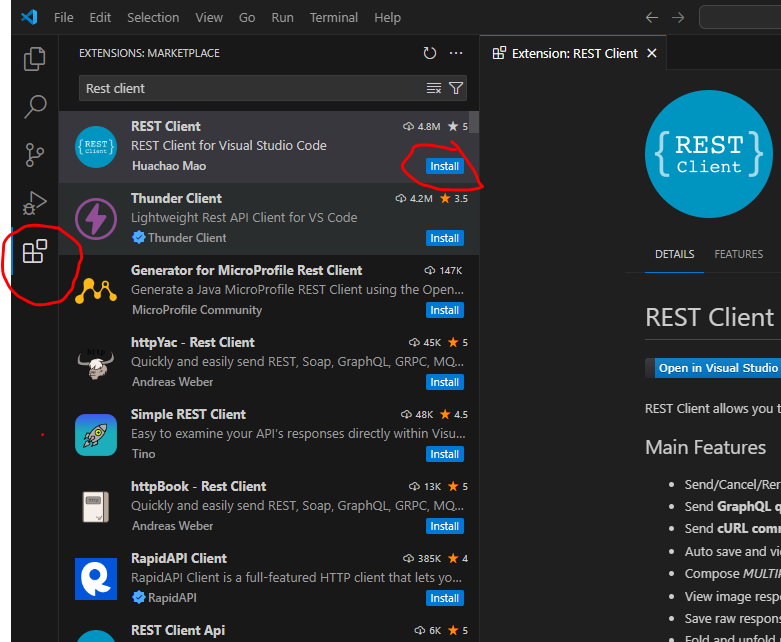 File Edit Selection View Go Run Terminal Help
EXTENSIONS: MARKETPLACE
Rest client
REST Client 4.8M 5
REST Client for Visual Studio Code
Huachao Mao Install
Thunder Client 4.2M 3.5
Lightweight Rest API Client for VS Code
Thunder Client Install
Generator for MicroProfile Rest Client 147K
Generate a Java MicroProfile REST Client using the Open...
MicroProfile Community Install
httpYac - Rest Client 45K 5
Quickly and easily send REST, Soap, GraphQL, GRPC, MQ...
Andreas Weber Install
Simple REST Client 48K 4.5
Easy to examine your API's responses directly within Visu...
Tino Install
httpBook - Rest Client 13K 5
Quickly and easily send REST, Soap, GraphQL, GRPC, MQ...
Andreas Weber Install
RapidAPI Client 385K 4
RapidAPI Client is a full-featured HTTP client that lets yo...
RapidAPI Install
REST Client Api 6K 5
{REST
Client}
Extension: REST Client
{REST}
Client
DETAILS FEATURES
REST Client
Open in Visual Studio
REST Client allows you t
Main Features
Send/Cancel/Rer
Send GraphQL q
Send cURL comm
Auto save and vi
Compose MULTIP
View image resp
Save raw respon
Fold and unfold